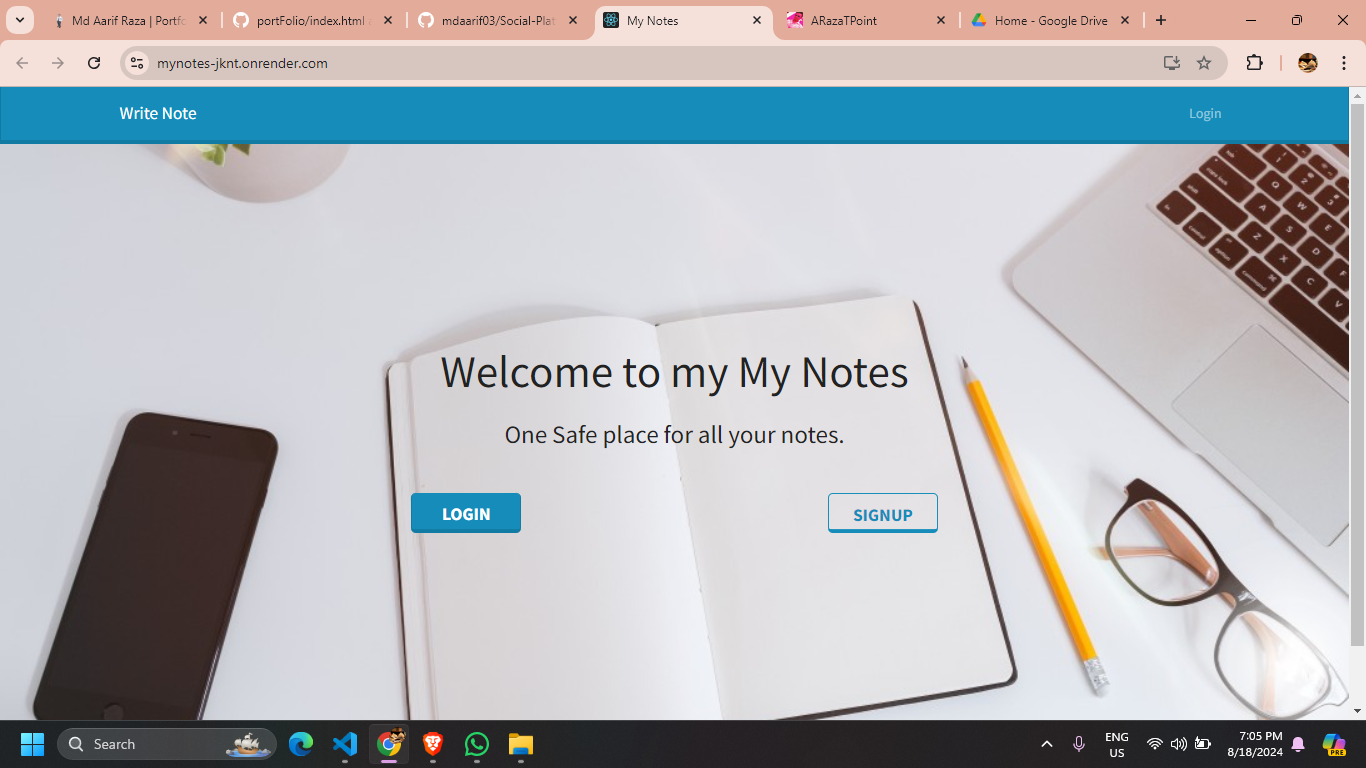 Md Aarif Raza | Portfo
portFolio/index.html
mdaarif03/Social-Plat
My Notes
ARazaTPoint
Home - Google Drive
mynotes-jknt.onrender.com
Write Note
Login
Welcome to my My Notes
One Safe place for all your notes.
LOGIN
SIGNUP
Search
ENG
US
7:05 PM
8/18/2024
PRE